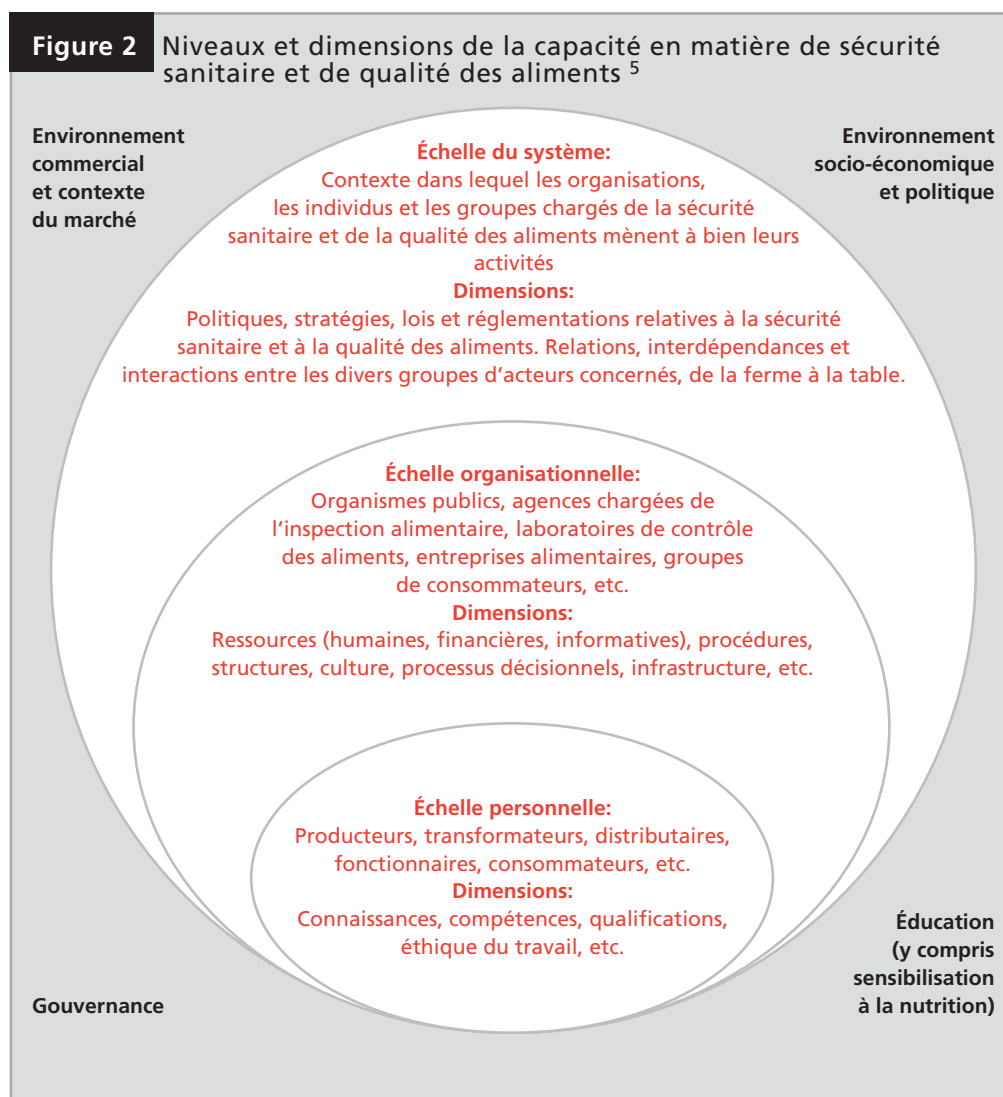 Figure 2 Niveaux et dimensions de la capacité en matière de sécurité
sanitaire et de qualité des aliments 5
Environnement
commercial
et contexte
du marché
Environnement
socio-économique
et politique
Échelle du système:
Contexte dans lequel les organisations,
les individus et les groupes chargés de la sécurité
sanitaire et de la qualité des aliments mènent à bien leurs
activités
Dimensions:
Politiques, stratégies, lois et réglementations relatives à la sécurité
sanitaire et à la qualité des aliments. Relations, interdépendances et
interactions entre les divers groupes d’acteurs concernés, de la ferme à la table.
Échelle organisationnelle:
Organismes publics, agences chargées de
l’inspection alimentaire, laboratoires de contrôle
des aliments, entreprises alimentaires, groupes
de consommateurs, etc.
Dimensions:
Ressources (humaines, financières, informatives), procédures,
structures, culture, processus décisionnels, infrastructure, etc.
Échelle personnelle:
Producteurs, transformateurs, distributaires,
fonctionnaires, consommateurs, etc.
Dimensions:
Connaissances, compétences, qualifications,
éthique du travail, etc.
Gouvernance
Éducation
(y compris
sensibilisation
à la nutrition)